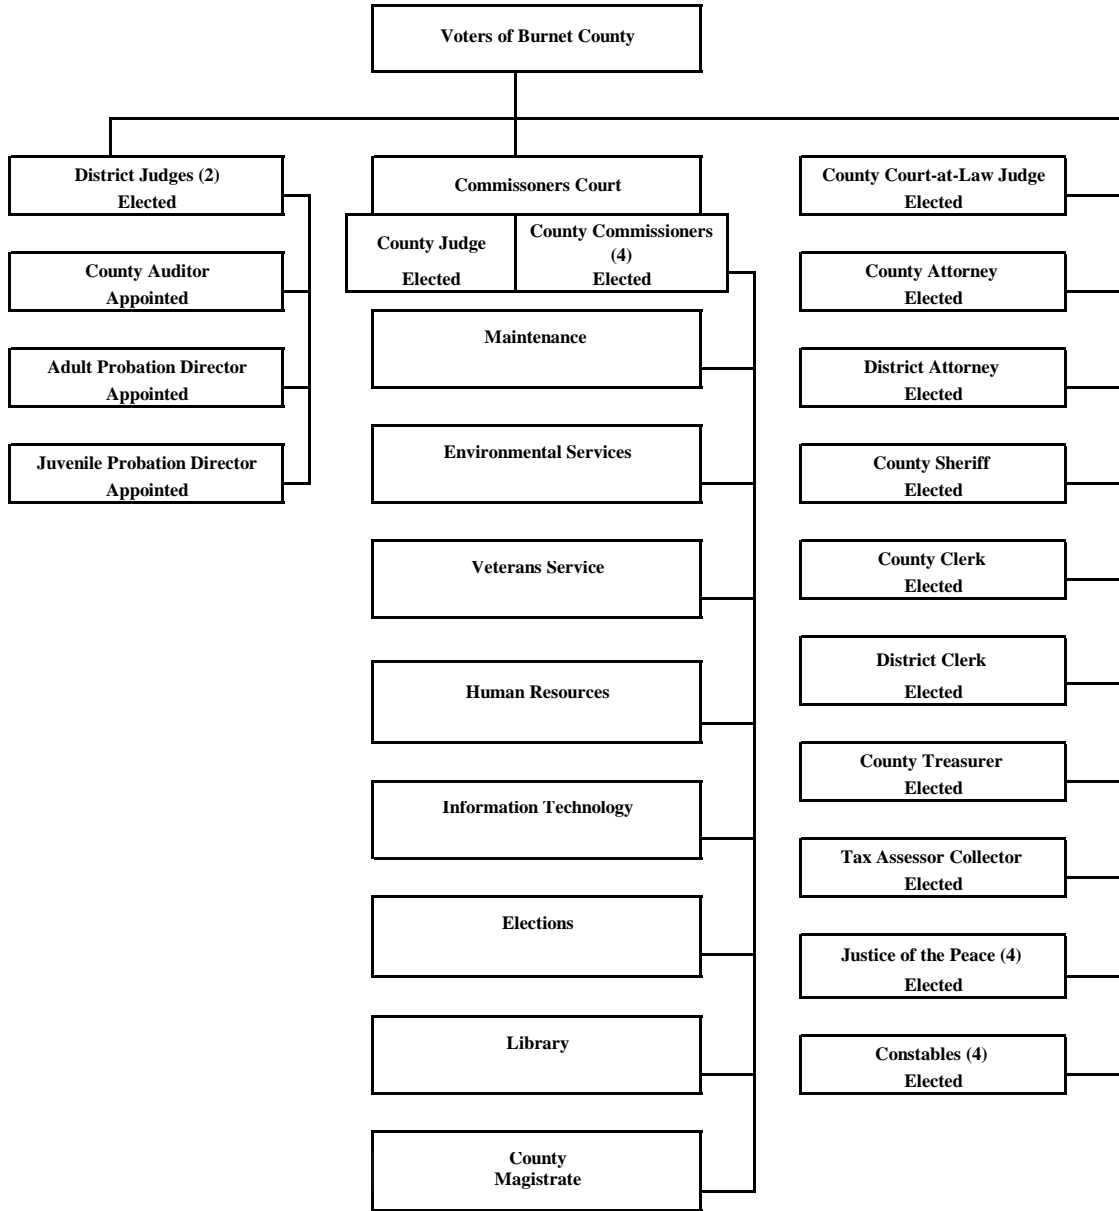 Voters of Burnet County
District Judges (2)
Elected
County Auditor
Appointed
Adult Probation Director
Appointed
Juvenile Probation Director
Appointed
Commissoners Court
County Judge
Elected
County Commissioners
(4)
Elected
Maintenance
Environmental Services
Veterans Service
Human Resources
Information Technology
Elections
Library
County
Magistrate
County Court-at-Law Judge
Elected
County Attorney
Elected
District Attorney
Elected
County Sheriff
Elected
County Clerk
Elected
District Clerk
Elected
County Treasurer
Elected
Tax Assessor Collector
Elected
Justice of the Peace (4)
Elected
Constables (4)
Elected